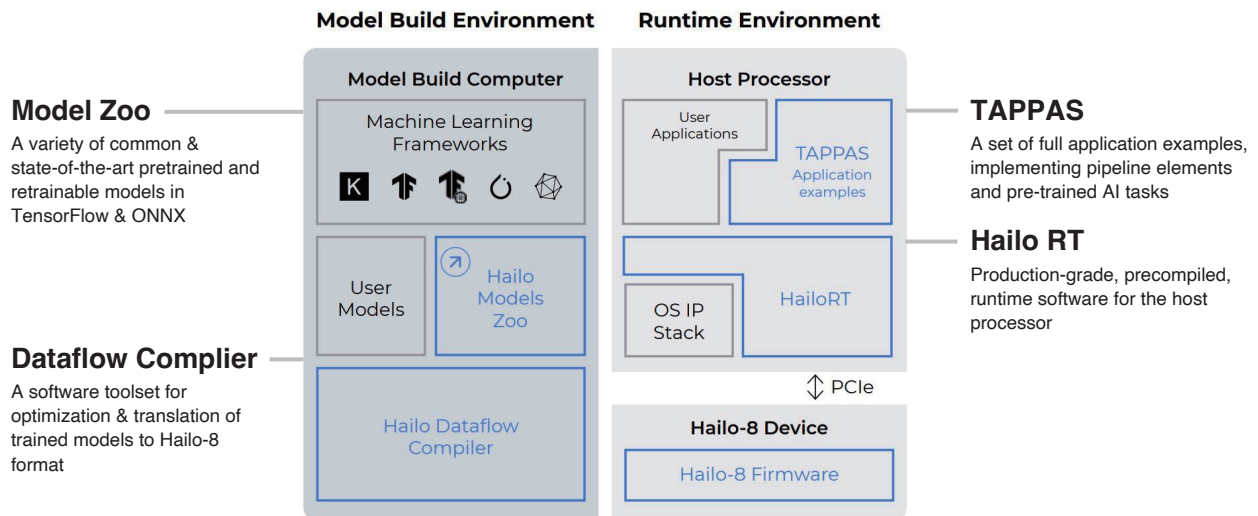 Model Build Environment
Runtime Environment
Model Zoo
A variety of common &
state-of-the-art pretrained and
retrainable models in
TensorFlow & ONNX
Dataflow Complier
A software toolset for
optimization & translation of
trained models to Hailo-8
format
Model Build Computer
Machine Learning
Frameworks
K
User
Models
Hailo
Models
Zoo
Hailo Dataflow
Compiler
Host Processor
User
Applications
TAPPAS
Application
examples
HailoRT
OS IP
Stack
PCIe
Hailo-8 Device
Hailo-8 Firmware
TAPPAS
A set of full application examples,
implementing pipeline elements
and pre-trained AI tasks
Hailo RT
Production-grade, precompiled,
runtime software for the host
processor